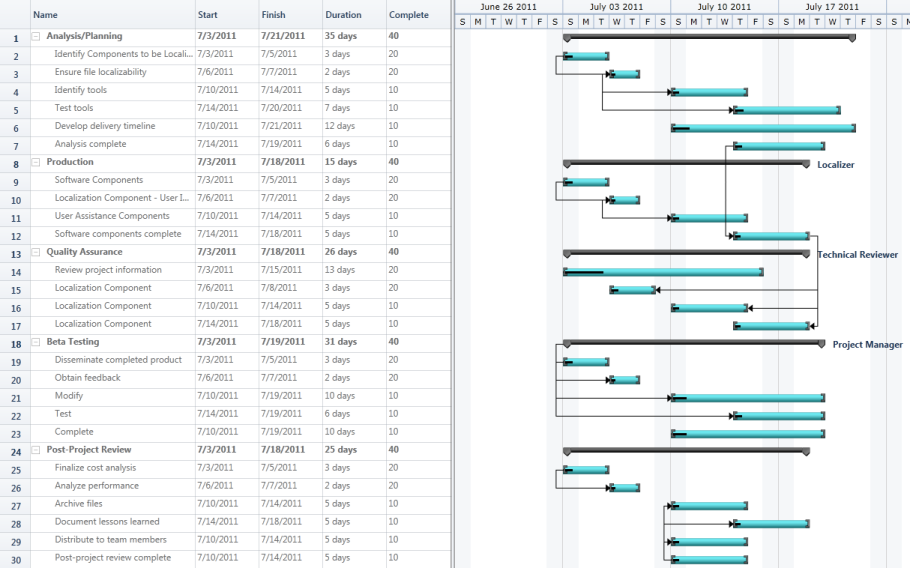 June 26 2011 July 03 2011 July 10 2011 July 17 2011
Name Start Finish Duration Complete
S M T W T F S S M T W T F S S M T W T F S S M T W T F S S M
1 Analysis/Planning 7/3/2011 7/21/2011 35 days 40
2 Identify Components to be Locali... 7/3/2011 7/5/2011 3 days 20
3 Ensure file localizability 7/6/2011 7/7/2011 2 days 20
4 Identify tools 7/10/2011 7/14/2011 5 days 10
5 Test tools 7/14/2011 7/20/2011 7 days 10
6 Develop delivery timeline 7/10/2011 7/21/2011 12 days 10
7 Analysis complete 7/14/2011 7/19/2011 6 days 10
8 Production 7/3/2011 7/18/2011 15 days 40 Localizer
9 Software Components 7/3/2011 7/5/2011 3 days 20
10 Localization Component - User I... 7/6/2011 7/7/2011 2 days 20
11 User Assistance Components 7/10/2011 7/14/2011 5 days 10
12 Software components complete 7/14/2011 7/18/2011 5 days 10
13 Quality Assurance 7/3/2011 7/18/2011 26 days 40 Technical Reviewer
14 Review project information 7/3/2011 7/15/2011 13 days 20
15 Localization Component 7/6/2011 7/8/2011 3 days 20
16 Localization Component 7/10/2011 7/14/2011 5 days 10
17 Localization Component 7/14/2011 7/18/2011 5 days 10
18 Beta Testing 7/3/2011 7/19/2011 31 days 40 Project Manager
19 Disseminate completed product 7/3/2011 7/5/2011 3 days 20
20 Obtain feedback 7/6/2011 7/7/2011 2 days 20
21 Modify 7/10/2011 7/19/2011 10 days 10
22 Test 7/14/2011 7/19/2011 6 days 10
23 Complete 7/10/2011 7/19/2011 10 days 10
24 Post-Project Review 7/3/2011 7/18/2011 25 days 40
25 Finalize cost analysis 7/3/2011 7/5/2011 3 days 20
26 Analyze performance 7/6/2011 7/7/2011 2 days 20
27 Archive files 7/10/2011 7/14/2011 5 days 10
28 Document lessons learned 7/14/2011 7/18/2011 5 days 10
29 Distribute to team members 7/10/2011 7/14/2011 5 days 10
30 Post-project review complete 7/10/2011 7/14/2011 5 days 10